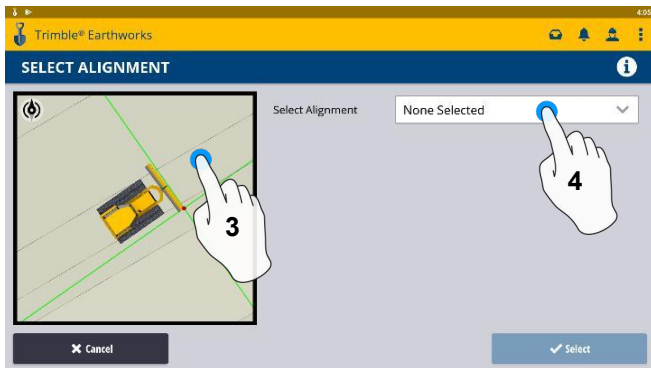 4:05
Trimble® Earthworks
SELECT ALIGNMENT
Select Alignment
None Selected
3
4
Cancel
Select